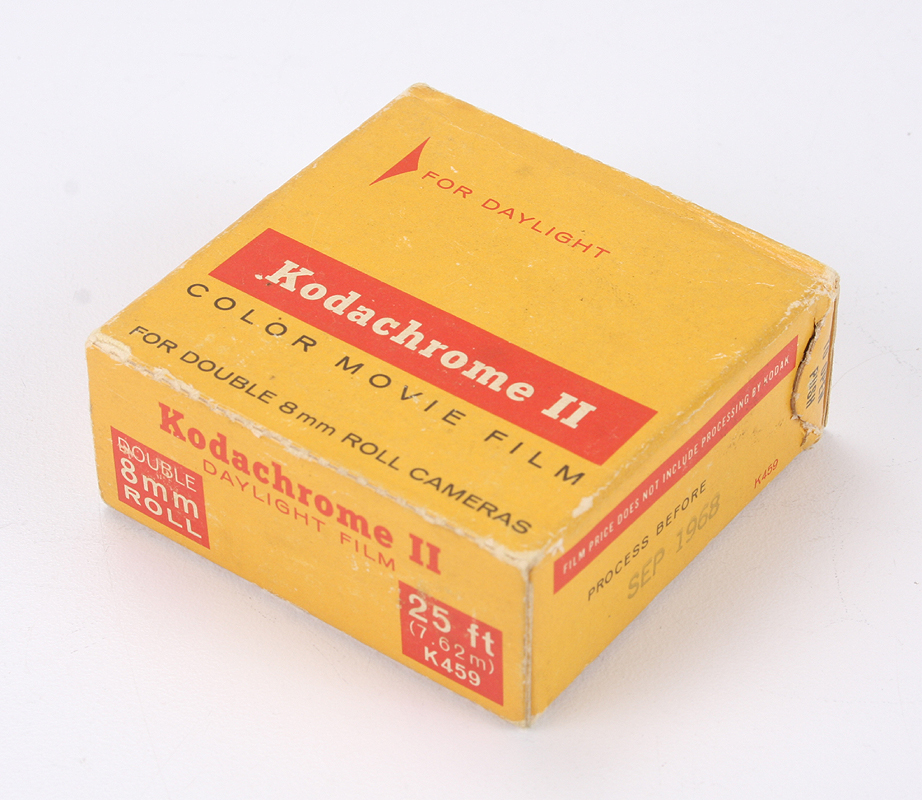 FOR DAYLIGHT
Kodachrome II
COLOR MOVIE FILM
FOR DOUBLE 8mm ROLL CAMERAS
Kodachrome II
DAYLIGHT FILM
DOUBLE
8mm
ROLL
25 ft
(7.62m)
K459
FILM PRICE DOES NOT INCLUDE PROCESSING BY KODAK
PROCESS BEFORE
SEP 1968
K459